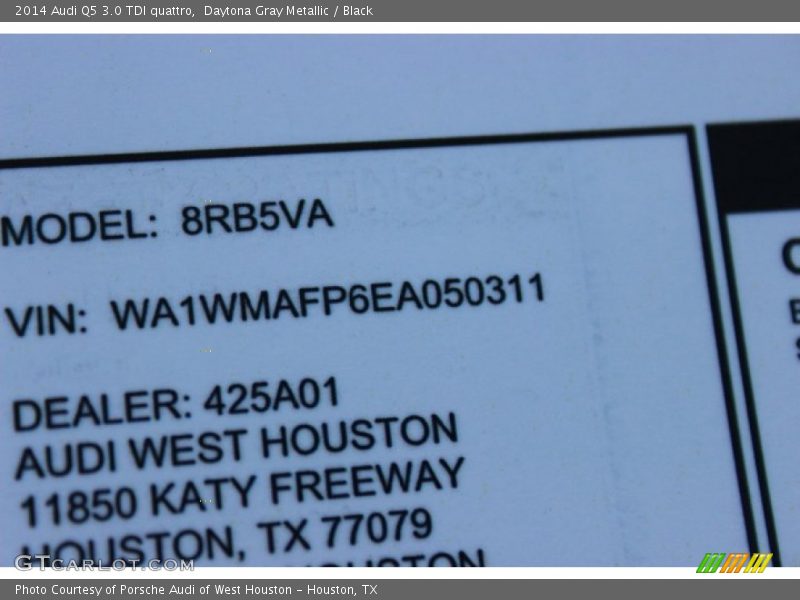 2014 Audi Q5 3.0 TDI quattro,  Daytona Gray Metallic / Black
MODEL: 8RB5VA
VIN: WA1WMAFP6EA050311
DEALER: 425A01
AUDI WEST HOUSTON
11850 KATY FREEWAY
HOUSTON, TX 77079
HOUSTON
GTCARLOT.COM
Photo Courtesy of Porsche Audi of West Houston – Houston, TX